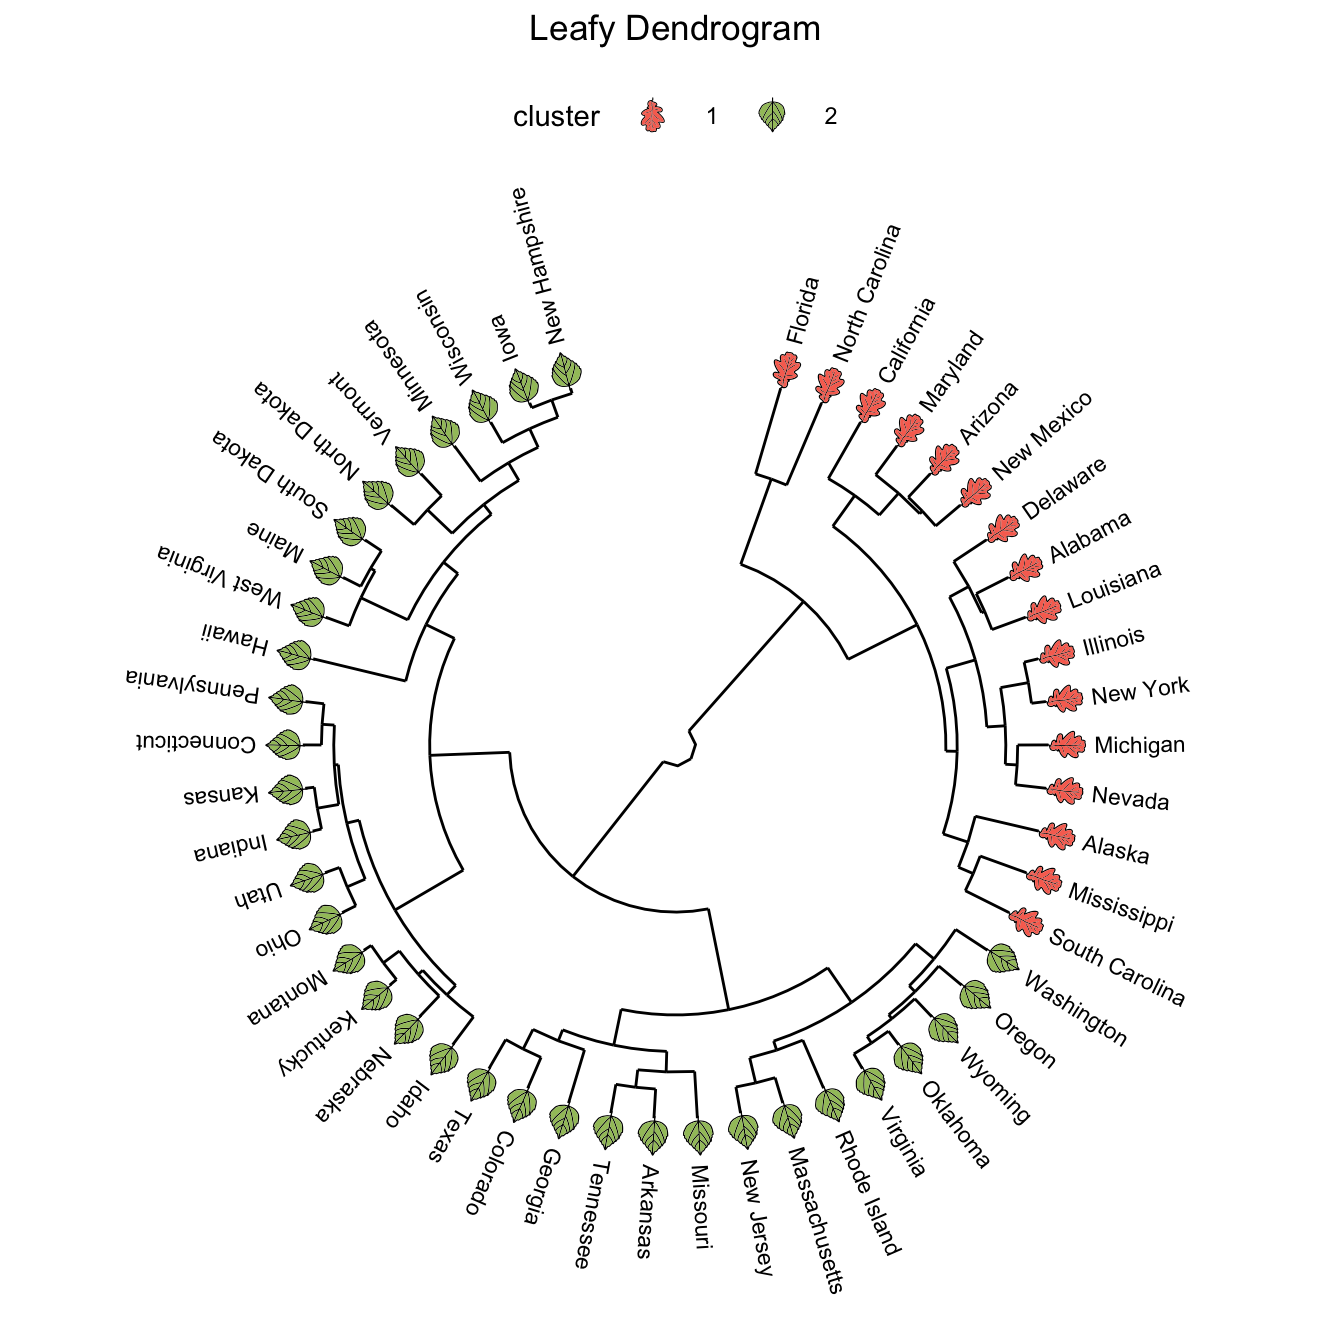 Leafy Dendrogram
cluster 1 2
Florida
North Carolina
California
Maryland
Arizona
New Mexico
Delaware
Alabama
Louisiana
Illinois
New York
Michigan
Nevada
Alaska
Mississippi
South Carolina
Washington
Oregon
Wyoming
Oklahoma
Virginia
Rhode Island
Massachusetts
New Jersey
Missouri
Arkansas
Tennessee
Georgia
Colorado
Texas
Idaho
Nebraska
Kentucky
Montana
Ohio
Utah
Indiana
Kansas
Connecticut
Pennsylvania
Hawaii
West Virginia
Maine
South Dakota
North Dakota
Vermont
Minnesota
Wisconsin
Iowa
New Hampshire